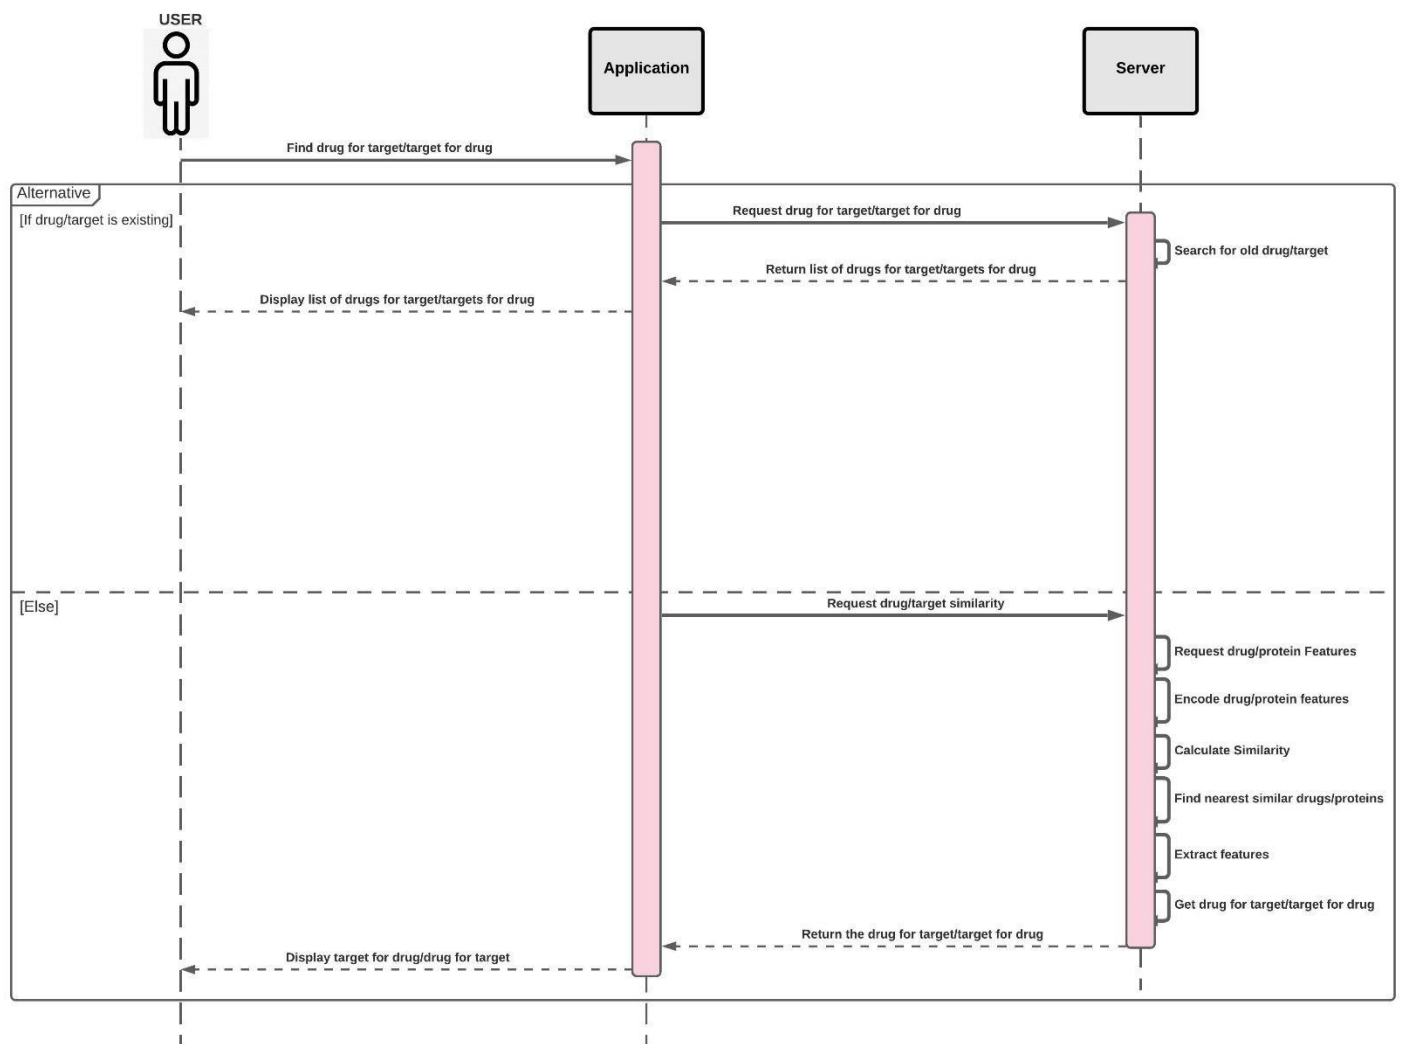 USER
Application
Server
Find drug for target/target for drug
Alternative
[If drug/target is existing]
Request drug for target/target for drug
Search for old drug/target
Return list of drugs for target/targets for drug
Display list of drugs for target/targets for drug
[Else]
Request drug/target similarity
Request drug/protein Features
Encode drug/protein features
Calculate Similarity
Find nearest similar drugs/proteins
Extract features
Get drug for target/target for drug
Return the drug for target/target for drug
Display target for drug/drug for target